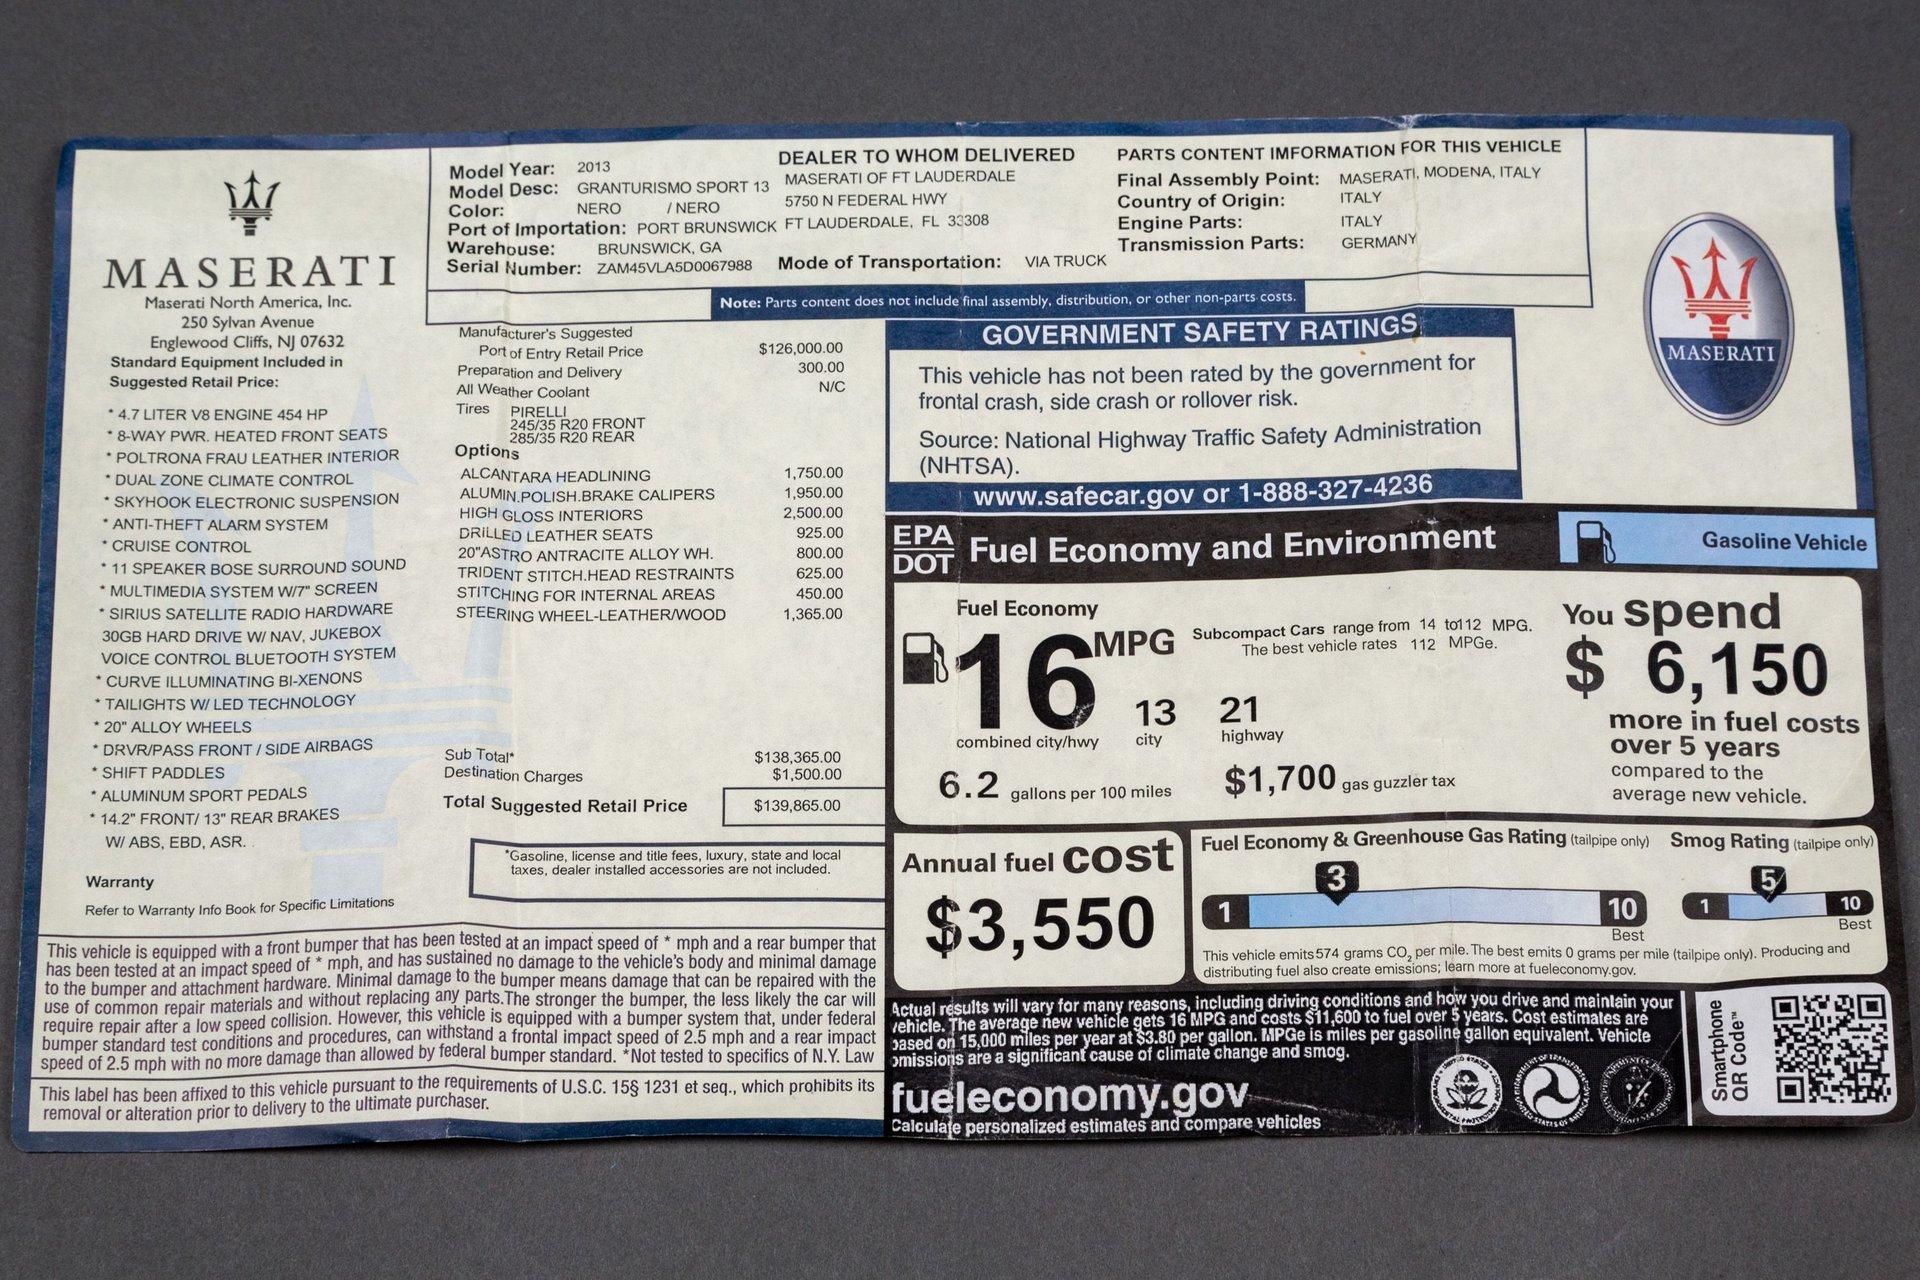 MASERATI
Maserati North America, Inc.
250 Sylvan Avenue
Englewood Cliffs, NJ 07632
Standard Equipment Included in
Suggested Retail Price:
* 4.7 LITER V8 ENGINE 454 HP
* 8-WAY PWR. HEATED FRONT SEATS
* POLTRONA FRAU LEATHER INTERIOR
* DUAL ZONE CLIMATE CONTROL
* SKYHOOK ELECTRONIC SUSPENSION
* ANTI-THEFT ALARM SYSTEM
* CRUISE CONTROL
* 11 SPEAKER BOSE SURROUND SOUND
* MULTIMEDIA SYSTEM W/7" SCREEN
* SIRIUS SATELLITE RADIO HARDWARE
30GB HARD DRIVE W/ NAV, JUKEBOX
VOICE CONTROL BLUETOOTH SYSTEM
* CURVE ILLUMINATING BI-XENONS
* TAILIGHTS W/ LED TECHNOLOGY
* 20" ALLOY WHEELS
* DRVR/PASS FRONT / SIDE AIRBAGS
* SHIFT PADDLES
* ALUMINUM SPORT PEDALS
* 14.2" FRONT/ 13" REAR BRAKES
W/ ABS, EBD, ASR.
Warranty
Refer to Warranty Info Book for Specific Limitations
Model Year: 2013
Model Desc: GRANTURISMO SPORT 13
Color: NERO / NERO
Port of Importation: PORT BRUNSWICK
Warehouse: BRUNSWICK, GA
Serial Number: ZAM45VLA5D0067988
DEALER TO WHOM DELIVERED
MASERATI OF FT LAUDERDALE
5750 N FEDERAL HWY
FT LAUDERDALE, FL 33308
Mode of Transportation: VIA TRUCK
PARTS CONTENT IMFORMATION FOR THIS VEHICLE
Final Assembly Point: MASERATI, MODENA, ITALY
Country of Origin: ITALY
Engine Parts: ITALY
Transmission Parts: GERMANY
Note: Parts content does not include final assembly, distribution, or other non-parts costs.
MASERATI
Manufacturer's Suggested
Port of Entry Retail Price $126,000.00
Preparation and Delivery 300.00
All Weather Coolant N/C
Tires PIRELLI
245/35 R20 FRONT
285/35 R20 REAR
Options
ALCANTARA HEADLINING 1,750.00
ALUMIN.POLISH.BRAKE CALIPERS 1,950.00
HIGH GLOSS INTERIORS 2,500.00
DRILLED LEATHER SEATS 925.00
20"ASTRO ANTRACITE ALLOY WH. 800.00
TRIDENT STITCH.HEAD RESTRAINTS 625.00
STITCHING FOR INTERNAL AREAS 450.00
STEERING WHEEL-LEATHER/WOOD 1,365.00
Sub Total* $138,365.00
Destination Charges $1,500.00
Total Suggested Retail Price $139,865.00
*Gasoline, license and title fees, luxury, state and local
taxes, dealer installed accessories are not included.
GOVERNMENT SAFETY RATINGS
This vehicle has not been rated by the government for
frontal crash, side crash or rollover risk.
Source: National Highway Traffic Safety Administration
(NHTSA).
www.safecar.gov or 1-888-327-4236
EPA
DOT Fuel Economy and Environment
Gasoline Vehicle
Fuel Economy
16 MPG
combined city/hwy
13
city
21
highway
Subcompact Cars range from 14 to112 MPG.
The best vehicle rates 112 MPGe.
6.2 gallons per 100 miles
$1,700 gas guzzler tax
You spend
$ 6,150
more in fuel costs
over 5 years
compared to the
average new vehicle.
Annual fuel cost
$3,550
Fuel Economy & Greenhouse Gas Rating (tailpipe only)
3
1 10
Best
Smog Rating (tailpipe only)
5
1 10
Best
This vehicle emits 574 grams CO2 per mile. The best emits 0 grams per mile (tailpipe only). Producing and
distributing fuel also create emissions; learn more at fueleconomy.gov.
Actual results will vary for many reasons, including driving conditions and how you drive and maintain your
vehicle. The average new vehicle gets 16 MPG and costs $11,600 to fuel over 5 years. Cost estimates are
based on 15,000 miles per year at $3.80 per gallon. MPGe is miles per gasoline gallon equivalent. Vehicle
omissions are a significant cause of climate change and smog.
fueleconomy.gov
Calculate personalized estimates and compare vehicles
Smartphone
QR Code™
This vehicle is equipped with a front bumper that has been tested at an impact speed of * mph and a rear bumper that
has been tested at an impact speed of * mph, and has sustained no damage to the vehicle's body and minimal damage
to the bumper and attachment hardware. Minimal damage to the bumper means damage that can be repaired with the
use of common repair materials and without replacing any parts.The stronger the bumper, the less likely the car will
require repair after a low speed collision. However, this vehicle is equipped with a bumper system that, under federal
bumper standard test conditions and procedures, can withstand a frontal impact speed of 2.5 mph and a rear impact
speed of 2.5 mph with no more damage than allowed by federal bumper standard. *Not tested to specifics of N.Y. Law
This label has been affixed to this vehicle pursuant to the requirements of U.S.C. 15§ 1231 et seq., which prohibits its
removal or alteration prior to delivery to the ultimate purchaser.